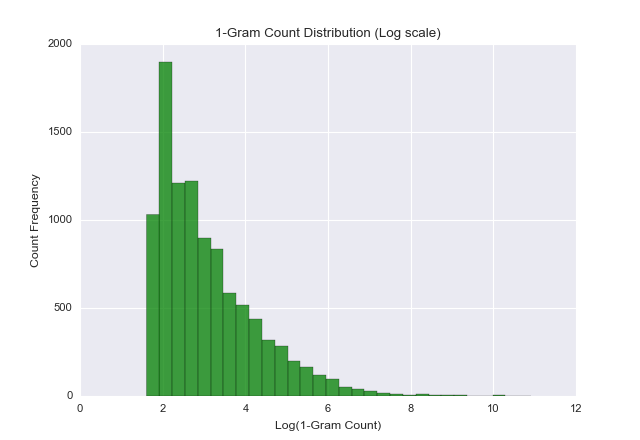 1-Gram Count Distribution (Log scale)
2000
1500
1000
500
0
Count Frequency
0 2 4 6 8 10 12
Log(1-Gram Count)